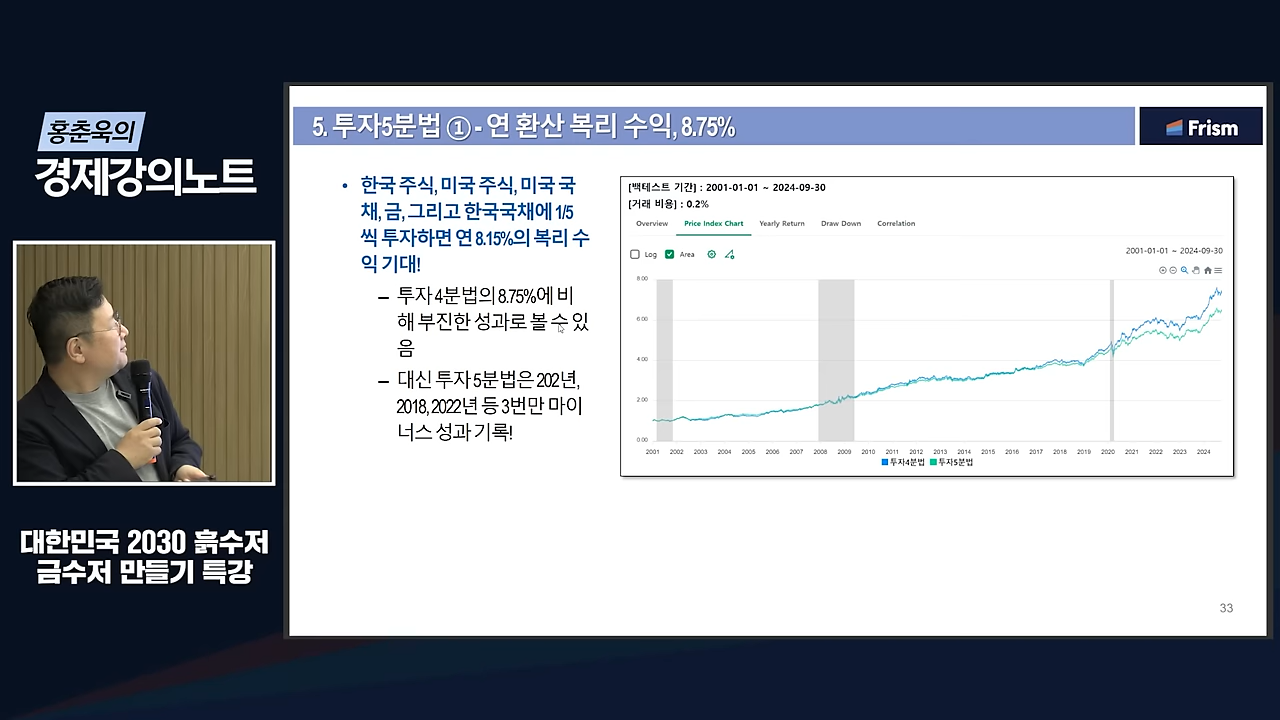 홍춘욱의
경제강의노트
대한민국 2030 흙수저
금수저 만들기 특강
5. 투자5분법 ① - 연 환산 복리 수익, 8.75%
Frism
• 한국 주식, 미국 주식, 미국 국
채, 금, 그리고 한국국채에 1/5
씩 투자하면 연 8.15%의 복리 수
익 기대!
– 투자 4분법의 8.75%에 비
해 부진한 성과로 볼 수 있
음
– 대신 투자 5분법은 202년,
2018, 2022년 등 3번만 마이
너스 성과 기록!
[백테스트 기간] : 2001-01-01 ~ 2024-09-30
[거래 비용] : 0.2%
Overview Price Index Chart Yearly Return Draw Down Correlation
Log Area
2001-01-01 ~ 2024-09-30
8.00
6.00
4.00
2.00
0.00
2001 2002 2003 2004 2005 2006 2007 2008 2009 2010 2011 2012 2013 2014 2015 2016 2017 2018 2019 2020 2021 2022 2023 2024
투자4분법 투자5분법
33